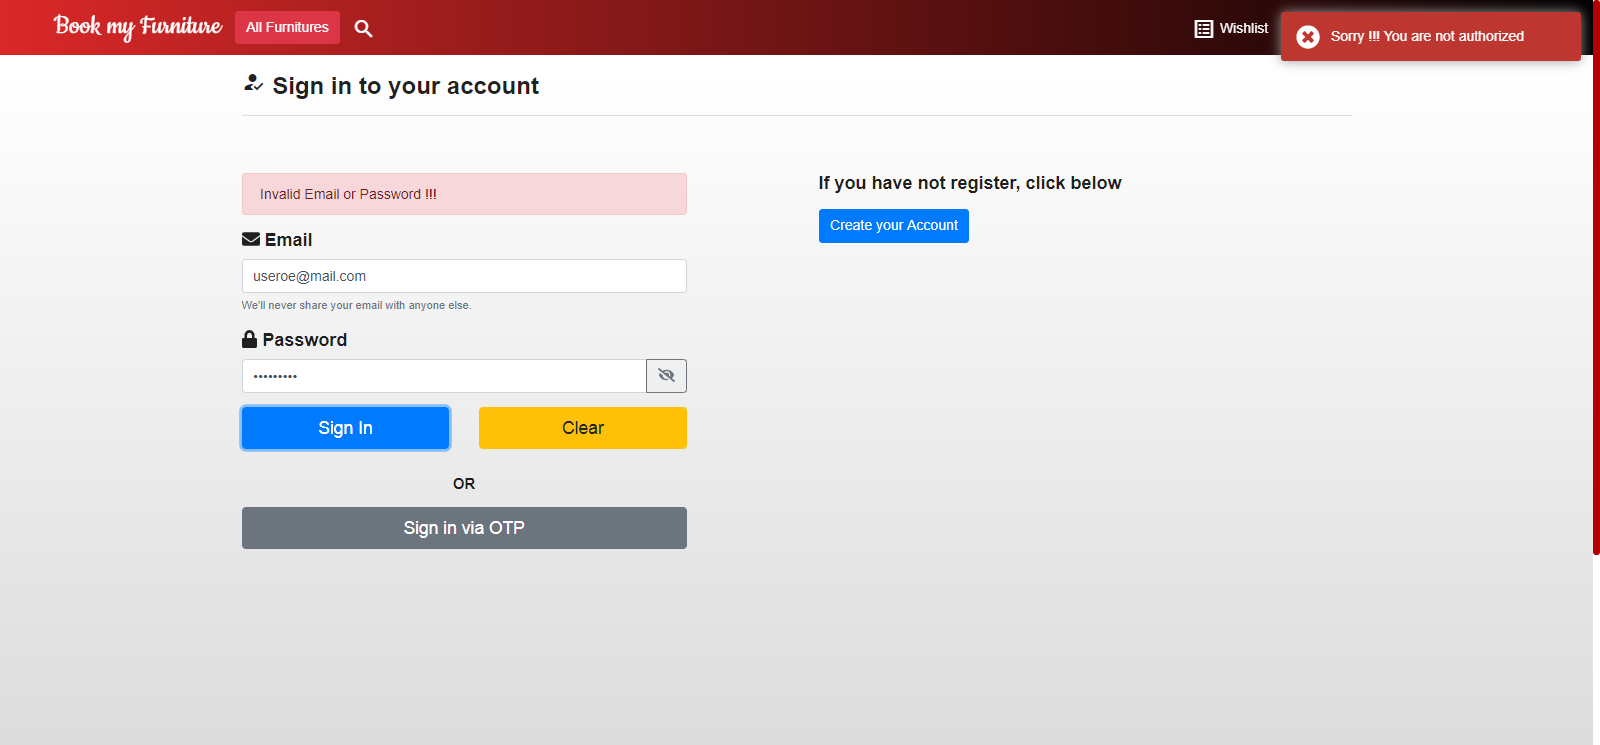 Book my Furniture
All Furnitures
Wishlist
Sorry !!! You are not authorized
Sign in to your account
Invalid Email or Password !!!
Email
useroe@mail.com
We'll never share your email with anyone else.
Password
•••••••••
Sign In
Clear
OR
Sign in via OTP
If you have not register, click below
Create your Account